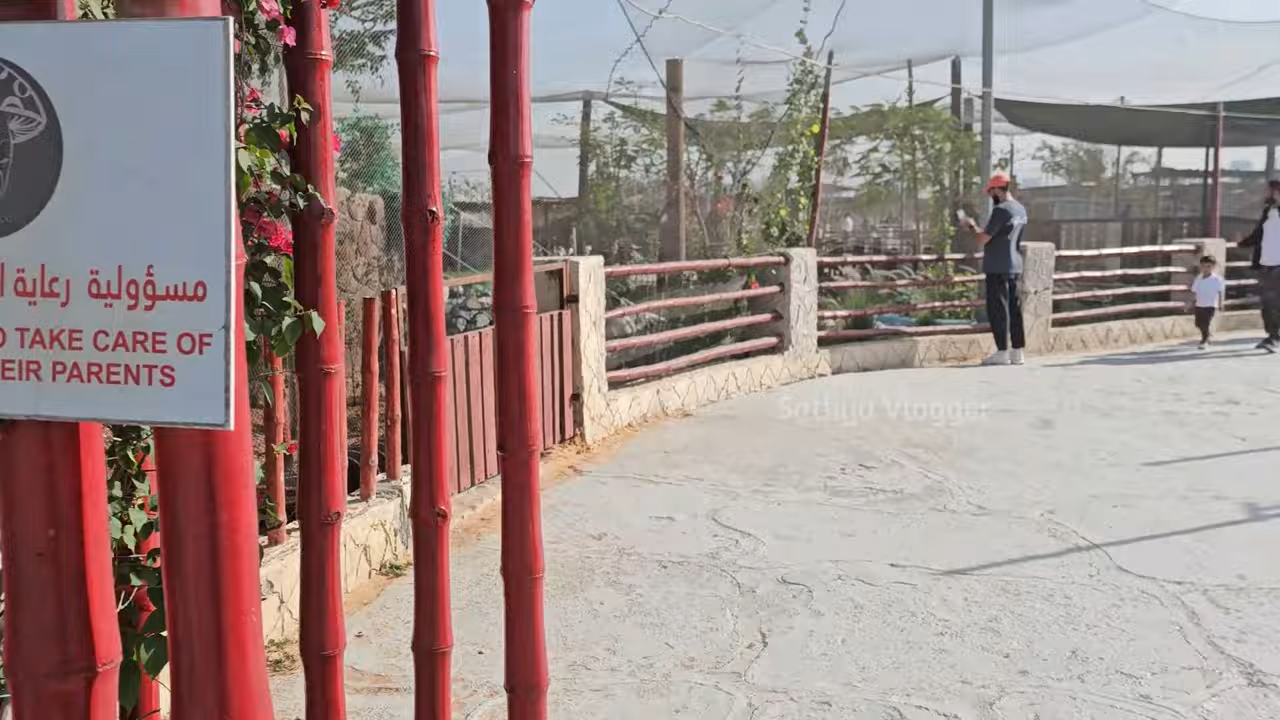 مسؤولية رعاية
O TAKE CARE OF
EIR PARENTS
Sathyu Vlogger